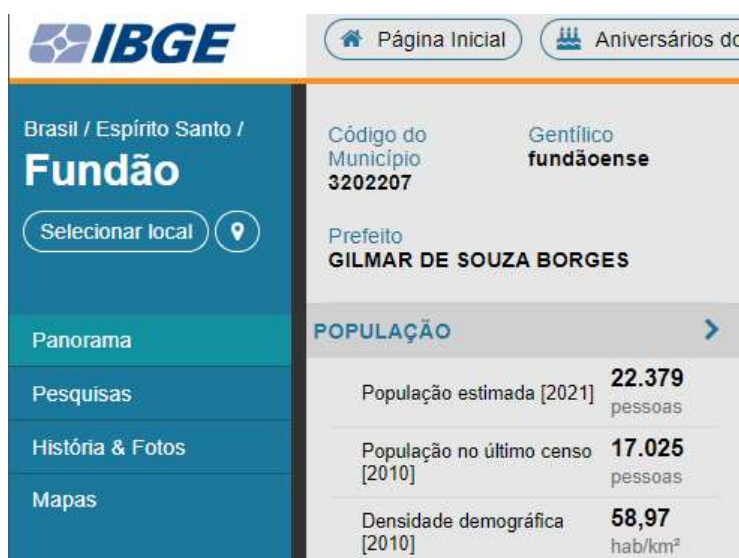 IBGE
Página Inicial
Aniversários do
Brasil / Espírito Santo /
Fundão
Selecionar local
Panorama
Pesquisas
História & Fotos
Mapas
Código do
Município
3202207
Gentílico
fundãoense
Prefeito
GILMAR DE SOUZA BORGES
POPULAÇÃO
População estimada [2021] 22.379
pessoas
População no último censo 17.025
[2010] pessoas
Densidade demográfica 58,97
[2010] hab/km²